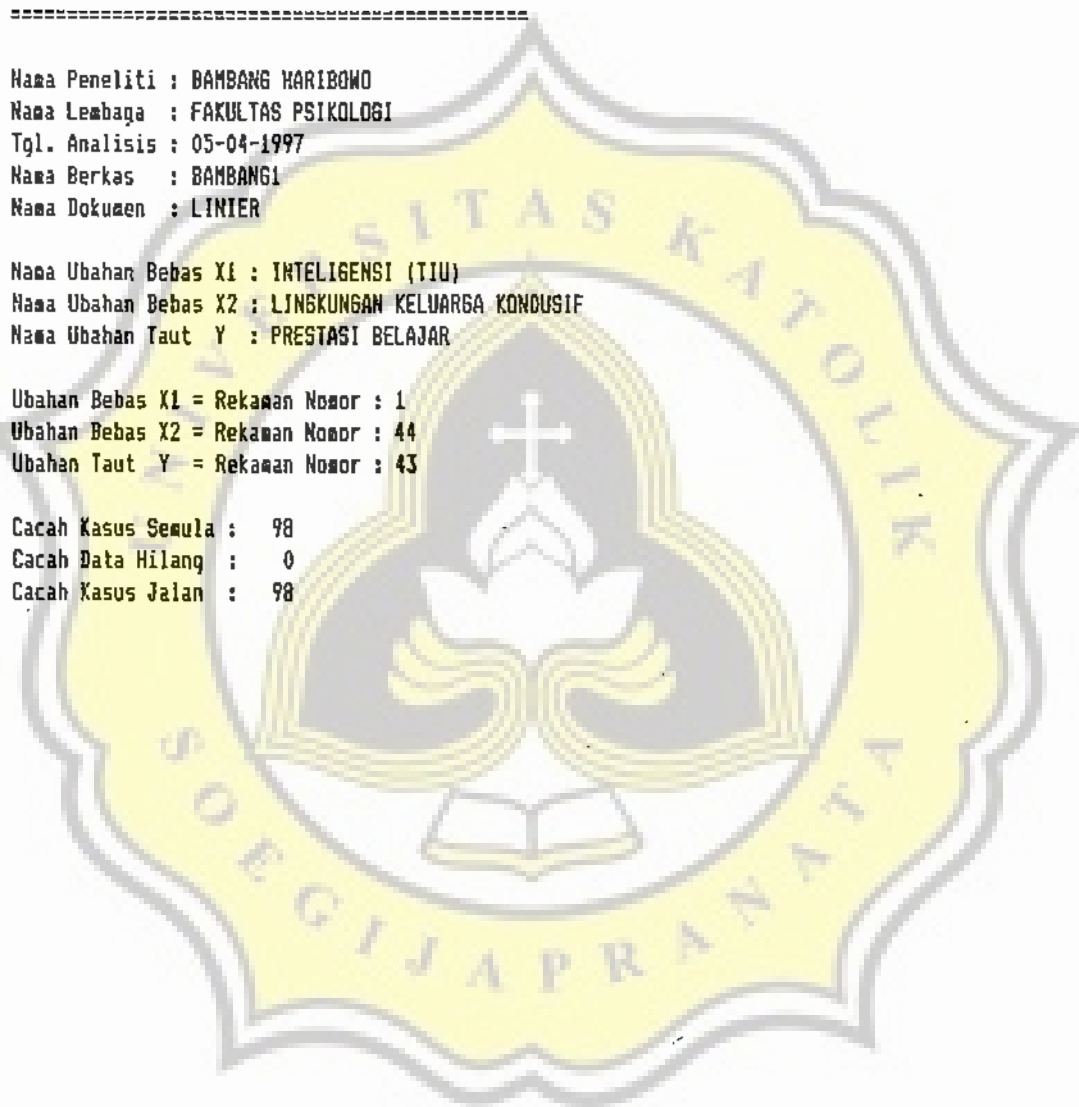 ==============================================
Nama Peneliti : BAMBANG HARIBOWO
Nama Lembaga : FAKULTAS PSIKOLOGI
Tgl. Analisis : 05-04-1997
Nama Berkas : BAMBANG1
Nama Dokumen : LINIER
Nama Ubahan Bebas X1 : INTELIGENSI (TIU)
Nama Ubahan Bebas X2 : LINGKUNGAN KELUARGA KONDUSIF
Nama Ubahan Taut Y : PRESTASI BELAJAR
Ubahan Bebas X1 = Rekaman Nomor : 1
Ubahan Bebas X2 = Rekaman Nomor : 44
Ubahan Taut Y = Rekaman Nomor : 43
Cacah Kasus Semula : 98
Cacah Data Hilang : 0
Cacah Kasus Jalan : 98
UNIVERSITAS KATOLIK
SOEGIJAPRANATA